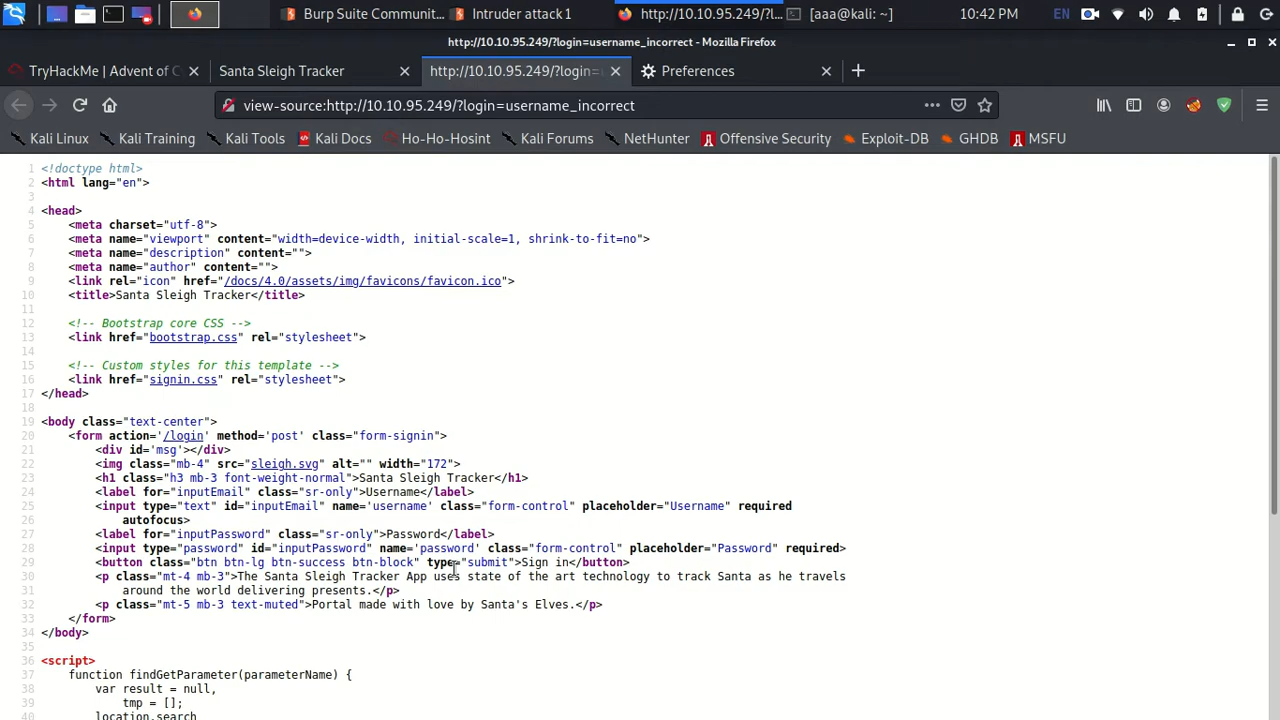 Burp Suite Communit...
Intruder attack 1
http://10.10.95.249/?l...
[aaa@kali: ~]
10:42 PM
EN
http://10.10.95.249/?login=username_incorrect - Mozilla Firefox
TryHackMe | Advent of C
Santa Sleigh Tracker
http://10.10.95.249/?login=
Preferences
view-source:http://10.10.95.249/?login=username_incorrect
Kali Linux
Kali Training
Kali Tools
Kali Docs
Ho-Ho-Hosint
Kali Forums
NetHunter
Offensive Security
Exploit-DB
GHDB
MSFU
1 <!doctype html>
2 <html lang="en">
3
4 <head>
5 <meta charset="utf-8">
6 <meta name="viewport" content="width=device-width, initial-scale=1, shrink-to-fit=no">
7 <meta name="description" content="">
8 <meta name="author" content="">
9 <link rel="icon" href="/docs/4.0/assets/img/favicons/favicon.ico">
10 <title>Santa Sleigh Tracker</title>
11
12 <!-- Bootstrap core CSS -->
13 <link href="bootstrap.css" rel="stylesheet">
14
15 <!-- Custom styles for this template -->
16 <link href="signin.css" rel="stylesheet">
17 </head>
18
19 <body class="text-center">
20 <form action='/login' method='post' class="form-signin">
21 <div id='msg'></div>
22 <img class="mb-4" src="sleigh.svg" alt="" width="172">
23 <h1 class="h3 mb-3 font-weight-normal">Santa Sleigh Tracker</h1>
24 <label for="inputEmail" class="sr-only">Username</label>
25 <input type="text" id="inputEmail" name='username' class="form-control" placeholder="Username" required
26 autofocus>
27 <label for="inputPassword" class="sr-only">Password</label>
28 <input type="password" id="inputPassword" name='password' class="form-control" placeholder="Password" required>
29 <button class="btn btn-lg btn-success btn-block" type="submit">Sign in</button>
30 <p class="mt-4 mb-3">The Santa Sleigh Tracker App uses state of the art technology to track Santa as he travels
31 around the world delivering presents.</p>
32 <p class="mt-5 mb-3 text-muted">Portal made with love by Santa's Elves.</p>
33 </form>
34 </body>
35
36 <script>
37 function findGetParameter(parameterName) {
38 var result = null,
39 tmp = [];
40 location.search